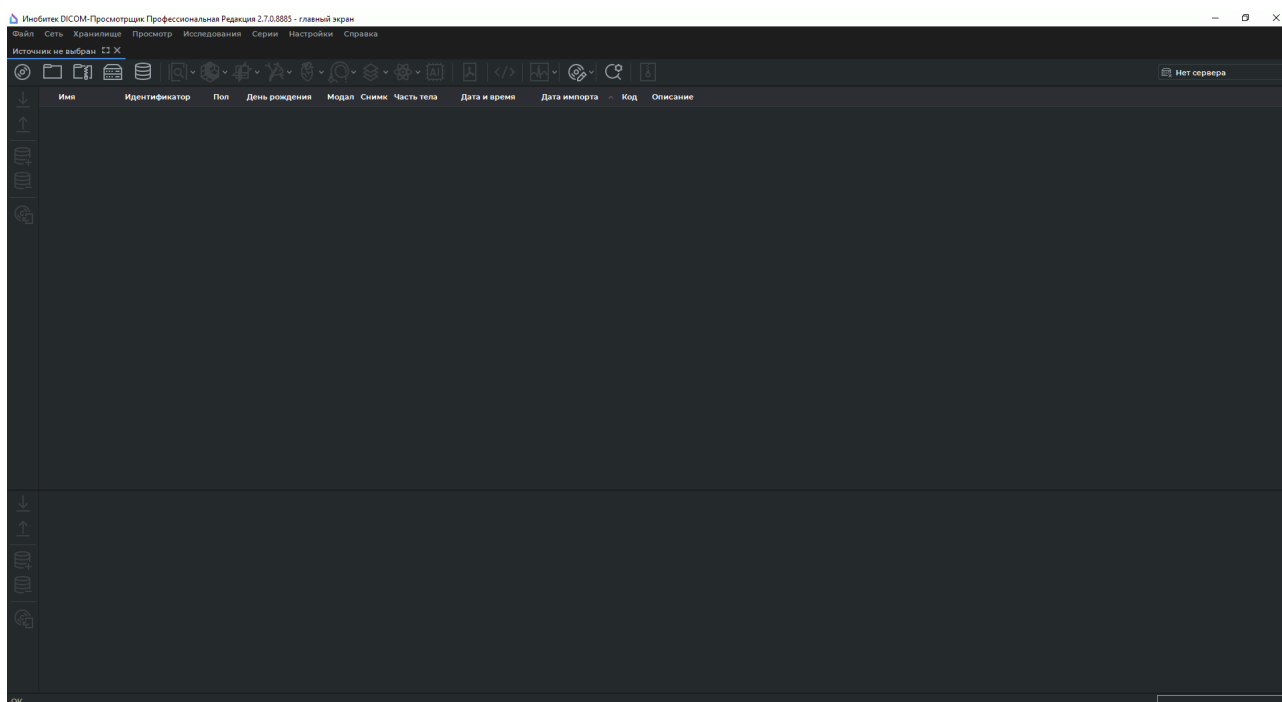 Инобитек DICOM-Просмотрщик Профессиональная Редакция 2.7.0.8885 - главный экран
Файл Сеть Хранилище Просмотр Исследования Серии Настройки Справка
Источник не выбран
AI </> Нет сервера
Имя Идентификатор Пол День рождения Модал Снимк Часть тела Дата и время Дата импорта Код Описание
ОК